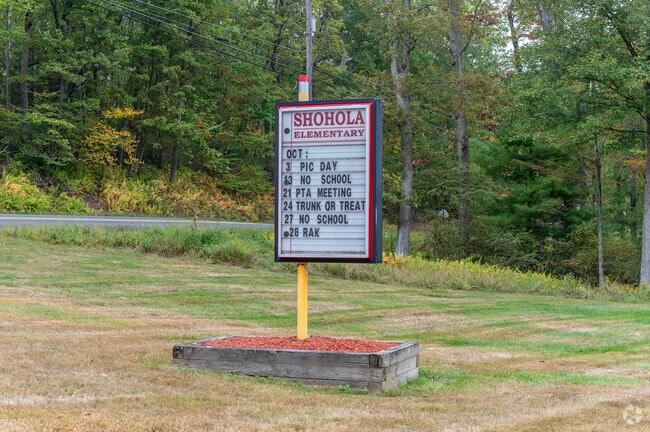 SHOHOLA
ELEMENTARY
OCT :
3 PIC DAY
13 NO SCHOOL
21 PTA MEETING
24 TRUNK OR TREAT
27 NO SCHOOL
28 RAK